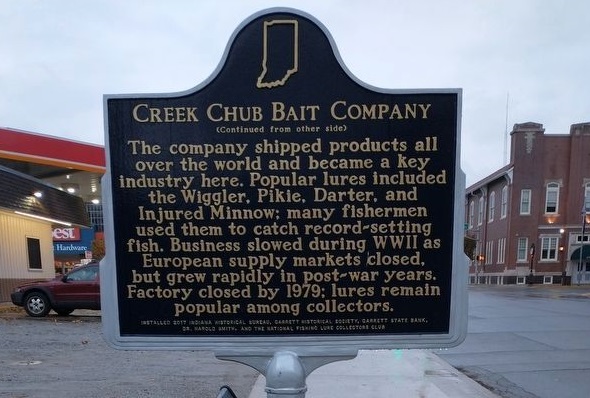 CREEK CHUB BAIT COMPANY
(Continued from other side)
The company shipped products all
over the world and became a key
industry here. Popular lures included
the Wiggler, Pikie, Darter, and
Injured Minnow; many fishermen
used them to catch record-setting
fish. Business slowed during WWII as
European supply markets closed,
but grew rapidly in post-war years.
Factory closed by 1979; lures remain
popular among collectors.
INSTALLED 2017 INDIANA HISTORICAL BUREAU, GARRETT HISTORICAL SOCIETY, GARRETT STATE BANK,
DR. HAROLD SMITH, AND THE NATIONAL FISHING LURE COLLECTORS CLUB
est
Hardware